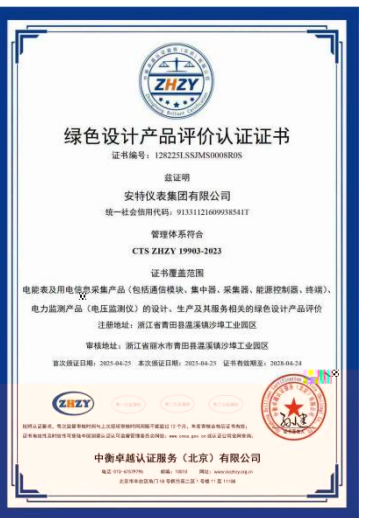 ZHZY
绿色设计产品评价认证证书
证书编号：128225LSSJMS0008R0S
兹证明
安特仪表集团有限公司
统一社会信用代码：91331121609938541T
管理体系符合
CTS ZHZY 19903-2023
证书覆盖范围
电能表及用电信息采集产品（包括通信模块、集中器、采集器、能源控制器、终端）、
电力监测产品（电压监测仪）的设计、生产及其服务相关的绿色设计产品评价
注册地址：浙江省青田县温溪镇沙埠工业园区
审核地址：浙江省丽水市青田县温溪镇沙埠工业园区
首次颁证日期：2025-04-25 本次颁证日期：2025-04-25 证书有效期至：2028-04-24
ZHZY
中衡卓越认证服务（北京）有限公司